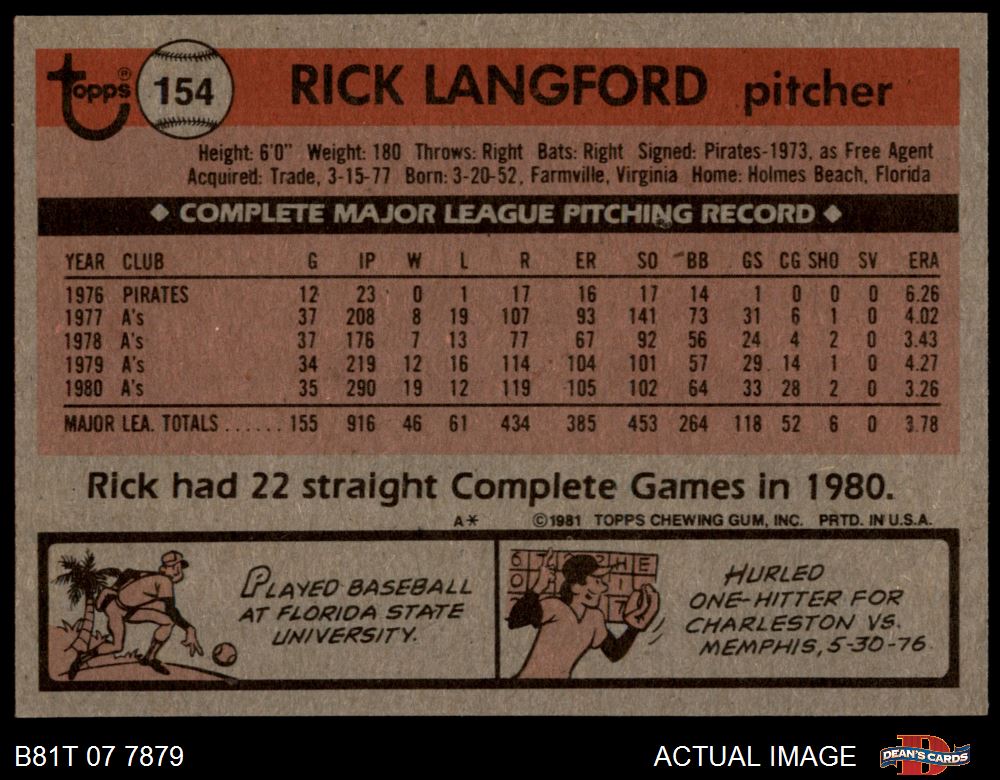 topps® 154 RICK LANGFORD pitcher
Height: 6'0" Weight: 180 Throws: Right Bats: Right Signed: Pirates-1973, as Free Agent
Acquired: Trade, 3-15-77 Born: 3-20-52, Farmville, Virginia Home: Holmes Beach, Florida
◆ COMPLETE MAJOR LEAGUE PITCHING RECORD ◆
YEAR CLUB G IP W L R ER SO BB GS CG SHO SV ERA
1976 PIRATES 12 23 0 1 17 16 17 14 1 0 0 0 6.26
1977 A's 37 208 8 19 107 93 141 73 31 6 1 0 4.02
1978 A's 37 176 7 13 77 67 92 56 24 4 2 0 3.43
1979 A's 34 219 12 16 114 104 101 57 29 14 1 0 4.27
1980 A's 35 290 19 12 119 105 102 64 33 28 2 0 3.26
MAJOR LEA. TOTALS ...... 155 916 46 61 434 385 453 264 118 52 6 0 3.78
Rick had 22 straight Complete Games in 1980.
A* ©1981 TOPPS CHEWING GUM, INC. PRTD. IN U.S.A.
PLAYED BASEBALL
AT FLORIDA STATE
UNIVERSITY.
H E
HURLED
ONE-HITTER FOR
CHARLESTON VS.
MEMPHIS, 5-30-76.
B81T 07 7879 ACTUAL IMAGE DEAN'S CARDS